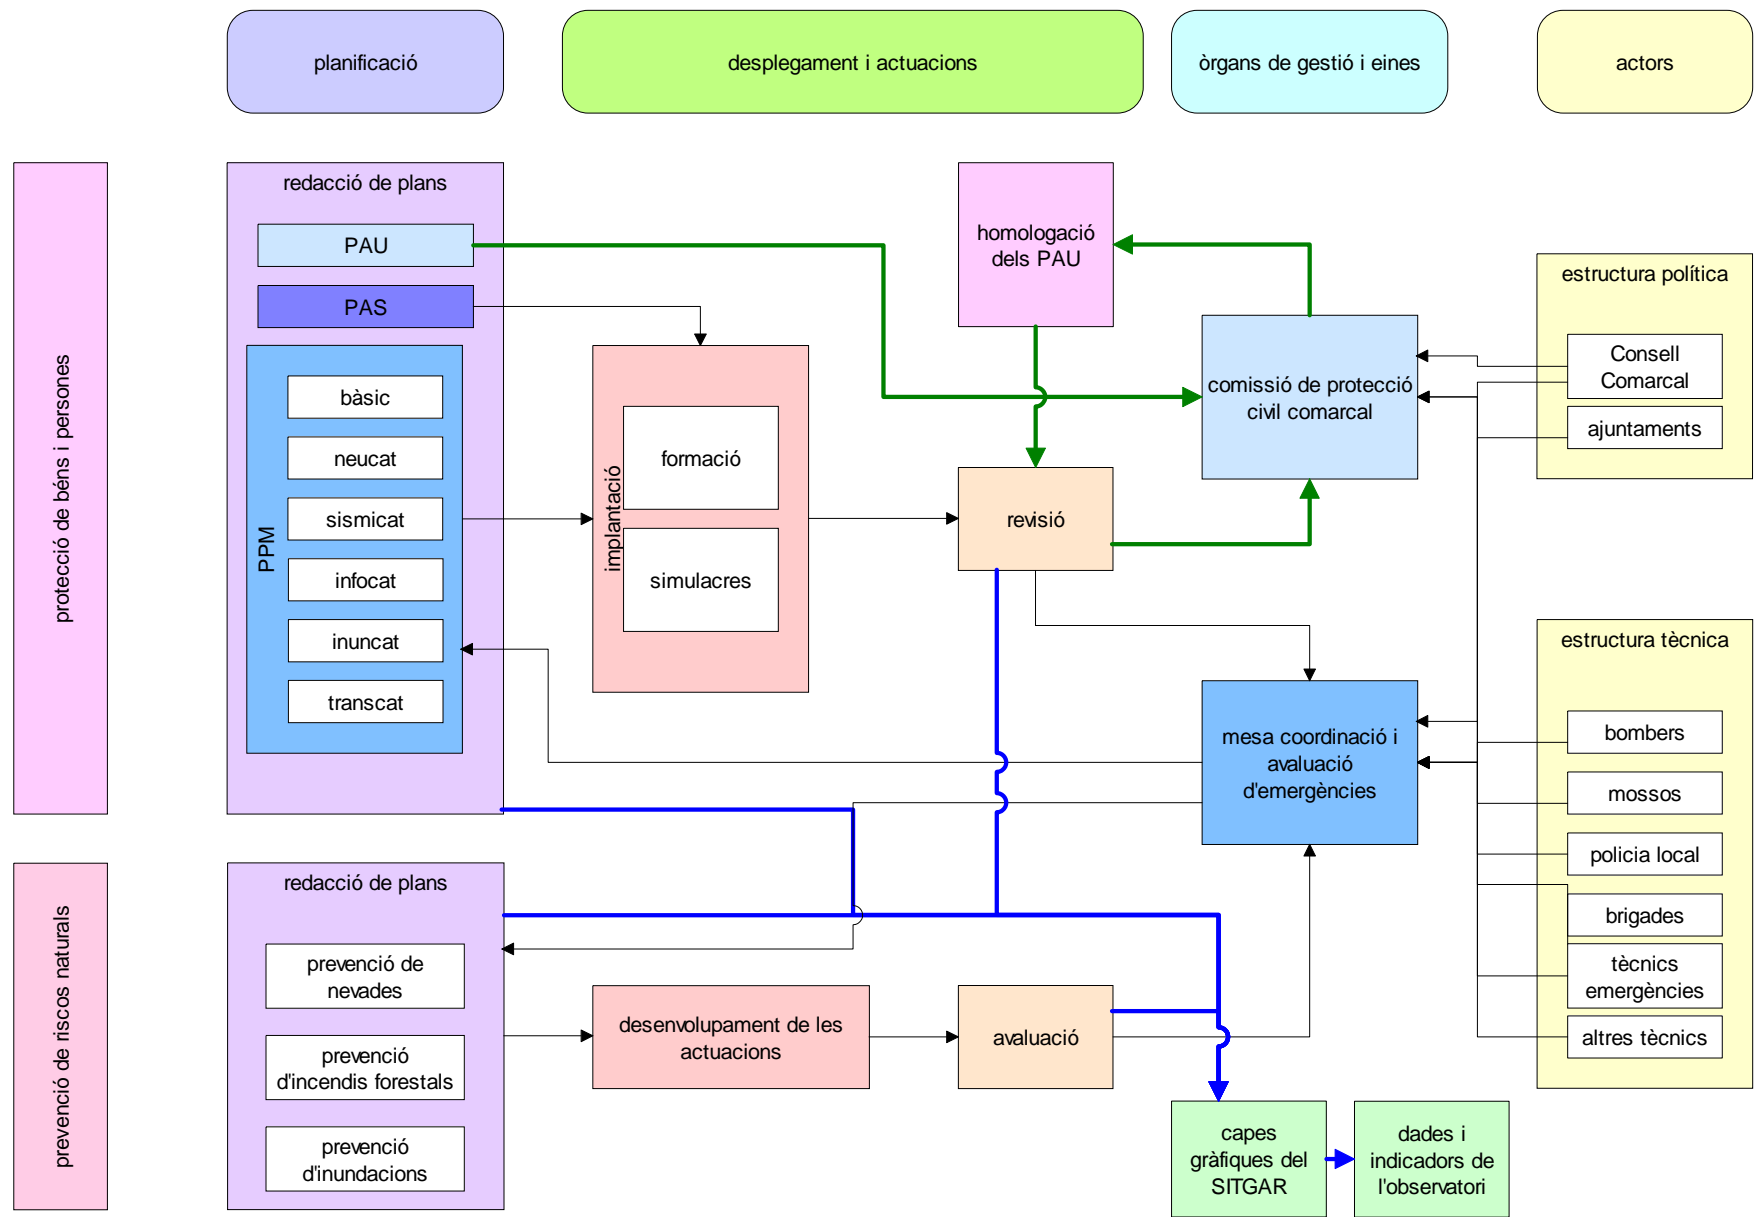 planificació
desplegament i actuacions
òrgans de gestió i eines
actors
protecció de béns i persones
redacció de plans
PAU
PAS
PPM
bàsic
neucat
sismicat
infocat
inuncat
transcat
implantació
formació
simulacres
homologació
dels PAU
revisió
comissió de protecció
civil comarcal
mesa coordinació i
avaluació
d'emergències
estructura política
Consell
Comarcal
ajuntaments
estructura tècnica
bombers
mossos
policia local
brigades
tècnics
emergències
altres tècnics
prevenció de riscos naturals
redacció de plans
prevenció de
nevades
prevenció
d'incendis forestals
prevenció
d'inundacions
desenvolupament de les
actuacions
avaluació
capes
gràfiques del
SITGAR
dades i
indicadors de
l'observatori